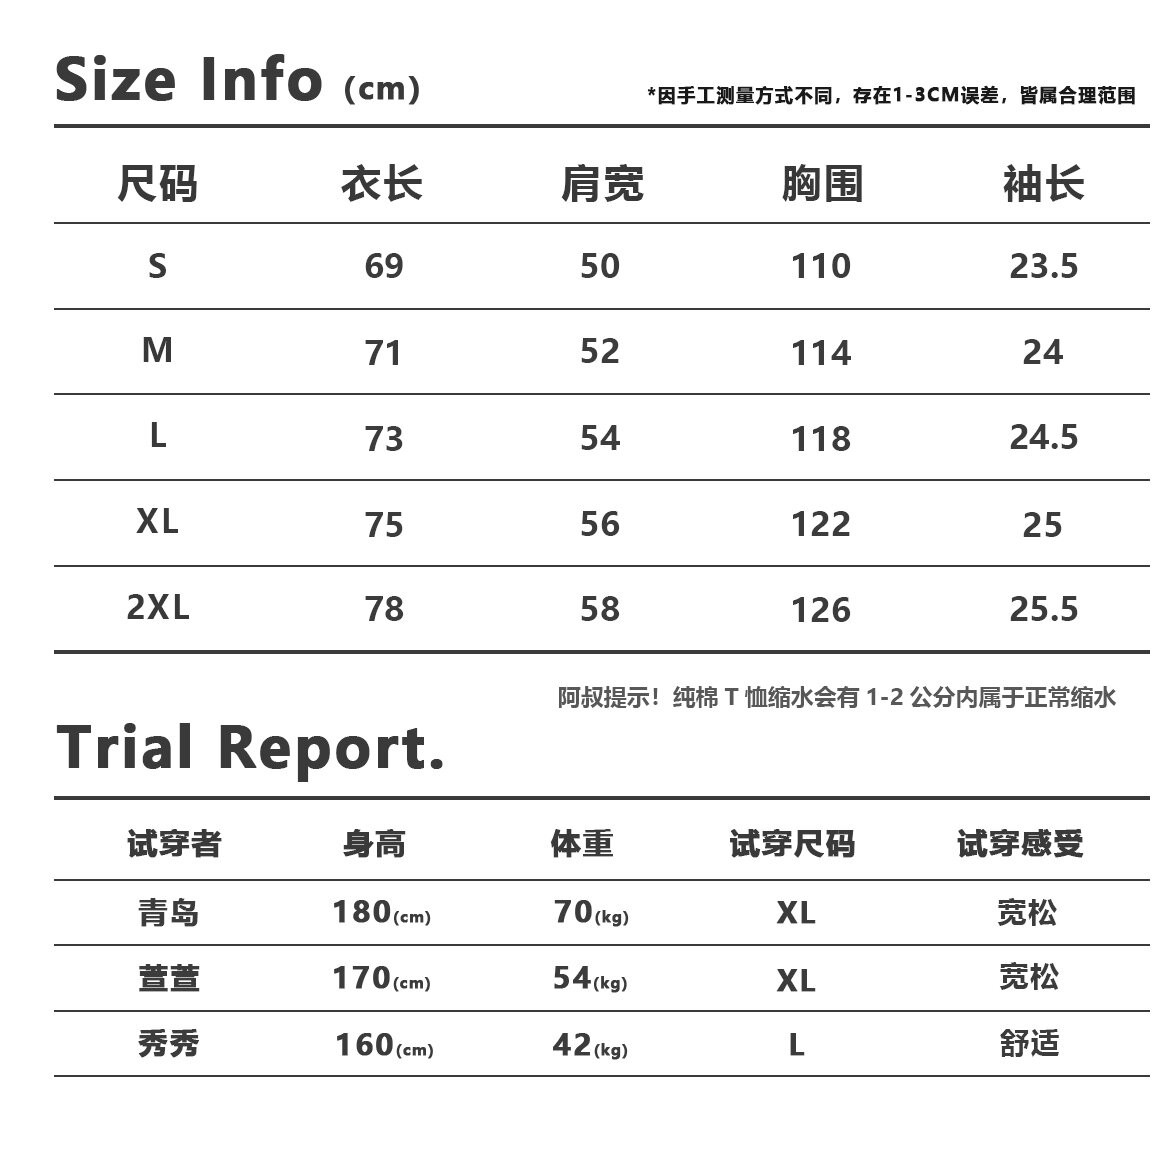 Size Info (cm)
*因手工测量方式不同，存在1-3CM误差，皆属合理范围
尺码 衣长 肩宽 胸围 袖长
S 69 50 110 23.5
M 71 52 114 24
L 73 54 118 24.5
XL 75 56 122 25
2XL 78 58 126 25.5
阿叔提示！纯棉 T 恤缩水会有 1-2 公分内属于正常缩水
Trial Report.
试穿者 身高 体重 试穿尺码 试穿感受
青岛 180(cm) 70(kg) XL 宽松
萱萱 170(cm) 54(kg) XL 宽松
秀秀 160(cm) 42(kg) L 舒适